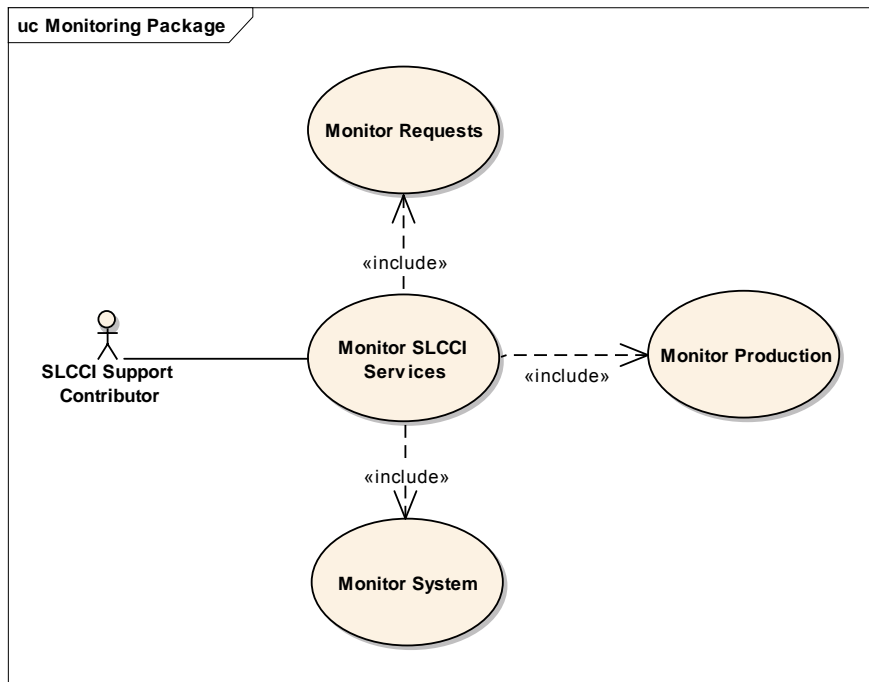 uc Monitoring Package
Monitor Requests
«include»
Monitor SLCCI
Services
SLCCI Support
Contributor
«include»
Monitor Production
«include»
Monitor System